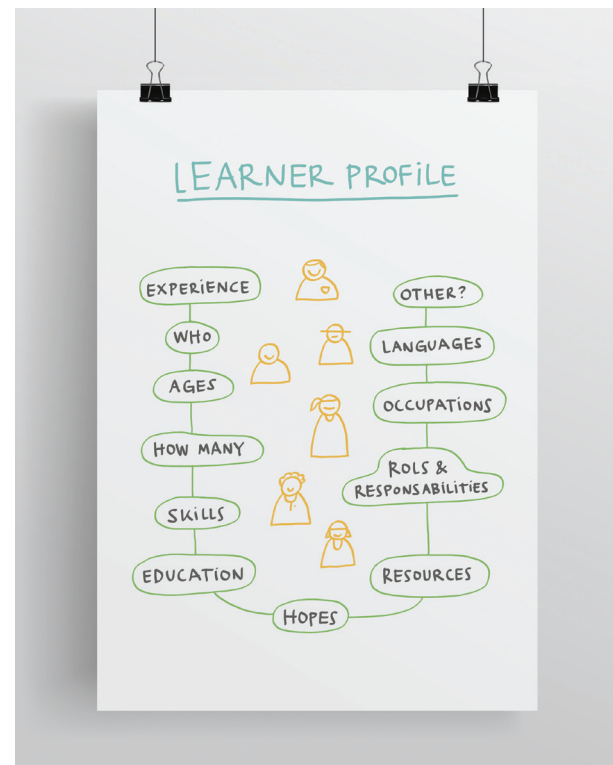 LEARNER PROFILE
EXPERIENCE
WHO
AGES
HOW MANY
SKILLS
EDUCATION
HOPES
RESOURCES
ROLS &
RESPONSABILITIES
OCCUPATIONS
LANGUAGES
OTHER?